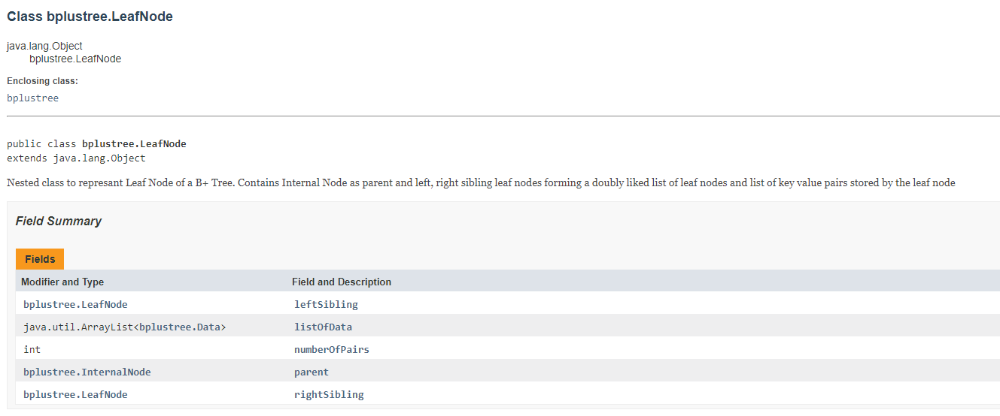 Class bplustree.LeafNode
java.lang.Object
bplustree.LeafNode
Enclosing class:
bplustree
public class bplustree.LeafNode
extends java.lang.Object
Nested class to represant Leaf Node of a B+ Tree. Contains Internal Node as parent and left, right sibling leaf nodes forming a doubly liked list of leaf nodes and list of key value pairs stored by the leaf node
Field Summary
Fields
Modifier and Type Field and Description
bplustree.LeafNode leftSibling
java.util.ArrayList<bplustree.Data> listOfData
int numberOfPairs
bplustree.InternalNode parent
bplustree.LeafNode rightSibling